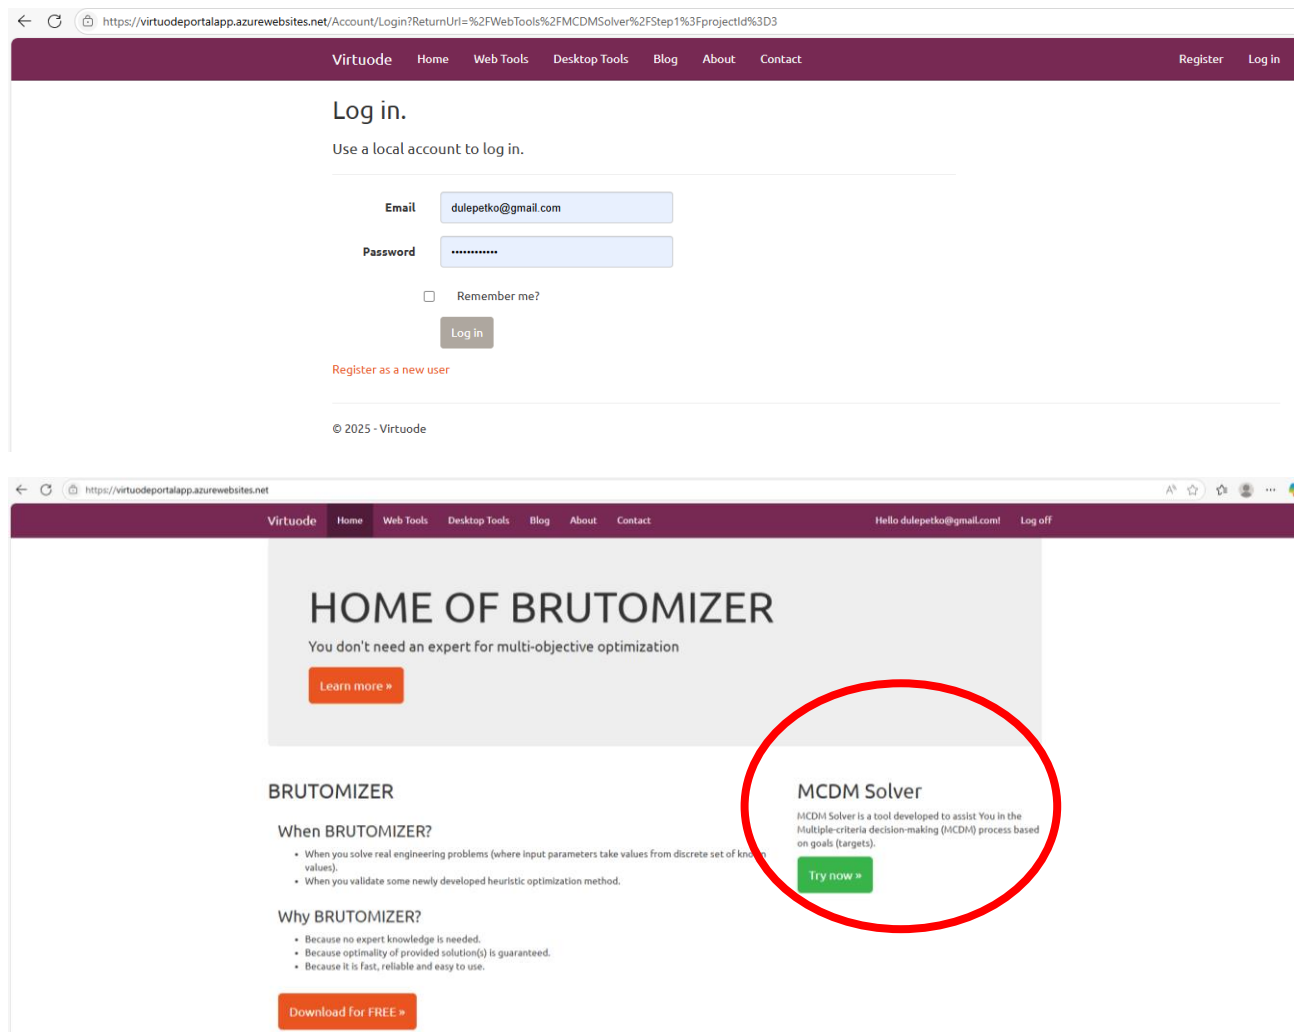 https://virtuodeportalapp.azurewebsites.net/Account/Login?ReturnUrl=%2FWebTools%2FMCDMSolver%2FStep1%3FprojectId%3D3
Virtuode Home Web Tools Desktop Tools Blog About Contact Register Log in
Log in.
Use a local account to log in.
Email dulepetko@gmail.com
Password ••••••••••••
Remember me?
Log in
Register as a new user
© 2025 - Virtuode
https://virtuodeportalapp.azurewebsites.net
Virtuode Home Web Tools Desktop Tools Blog About Contact Hello dulepetko@gmail.com! Log off
HOME OF BRUTOMIZER
You don't need an expert for multi-objective optimization
Learn more »
BRUTOMIZER
When BRUTOMIZER?
• When you solve real engineering problems (where input parameters take values from discrete set of known
values).
• When you validate some newly developed heuristic optimization method.
Why BRUTOMIZER?
• Because no expert knowledge is needed.
• Because optimality of provided solution(s) is guaranteed.
• Because it is fast, reliable and easy to use.
Download for FREE »
MCDM Solver
MCDM Solver is a tool developed to assist You in the
Multiple-criteria decision-making (MCDM) process based
on goals (targets).
Try now »